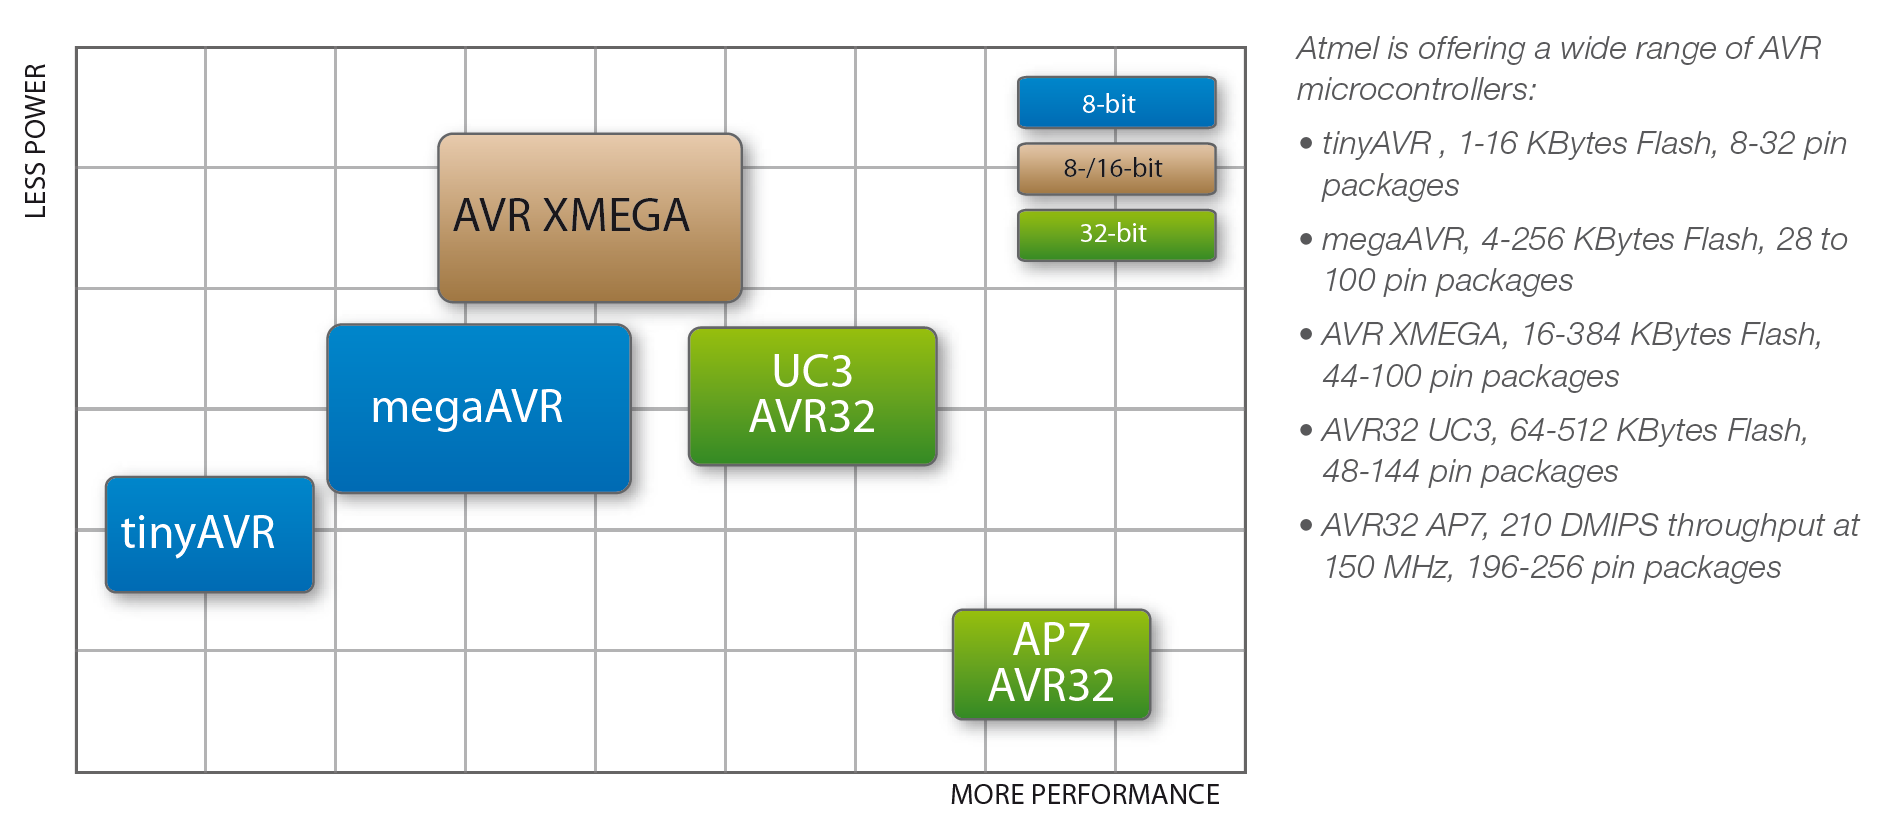 LESS POWER
8-bit
8-/16-bit
32-bit
AVR XMEGA
UC3
AVR32
megaAVR
tinyAVR
AP7
AVR32
MORE PERFORMANCE
Atmel is offering a wide range of AVR
microcontrollers:
• tinyAVR , 1-16 KBytes Flash, 8-32 pin
packages
• megaAVR, 4-256 KBytes Flash, 28 to
100 pin packages
• AVR XMEGA, 16-384 KBytes Flash,
44-100 pin packages
• AVR32 UC3, 64-512 KBytes Flash,
48-144 pin packages
• AVR32 AP7, 210 DMIPS throughput at
150 MHz, 196-256 pin packages